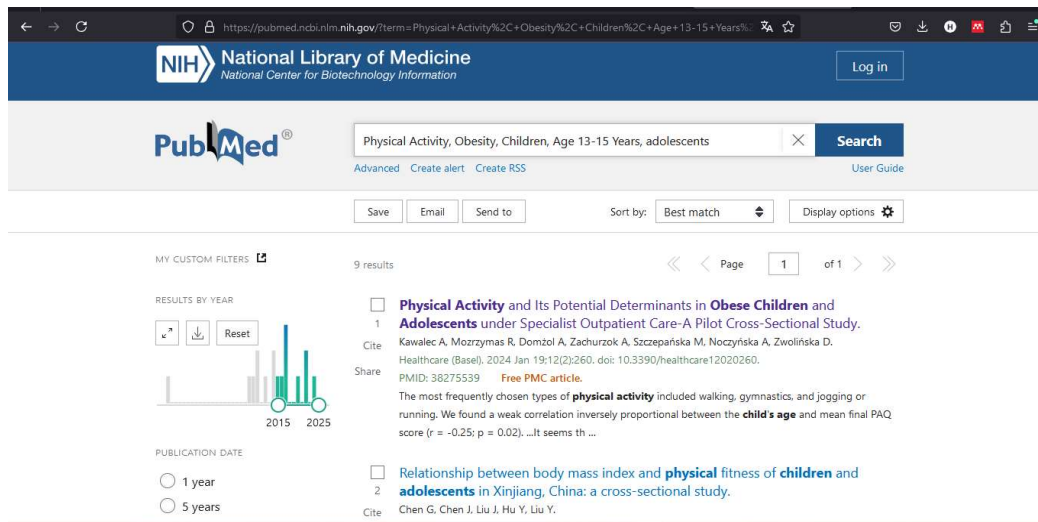 https://pubmed.ncbi.nlm.nih.gov/?term=Physical+Activity%2C+Obesity%2C+Children%2C+Age+13-15+Years%
NIH National Library of Medicine
National Center for Biotechnology Information
Log in
PubMed®
Physical Activity, Obesity, Children, Age 13-15 Years, adolescents
Search
Advanced Create alert Create RSS
User Guide
Save Email Send to
Sort by: Best match
Display options
MY CUSTOM FILTERS
9 results
Page 1 of 1
RESULTS BY YEAR
Reset
2015 2025
PUBLICATION DATE
1 year
5 years
1
Cite
Share
Physical Activity and Its Potential Determinants in Obese Children and
Adolescents under Specialist Outpatient Care-A Pilot Cross-Sectional Study.
Kawalec A, Mozrzymas R, Domżol A, Zachurzok A, Szczepańska M, Noczyńska A, Zwolińska D.
Healthcare (Basel). 2024 Jan 19;12(2):260. doi: 10.3390/healthcare12020260.
PMID: 38275539 Free PMC article.
The most frequently chosen types of physical activity included walking, gymnastics, and jogging or
running. We found a weak correlation inversely proportional between the child's age and mean final PAQ
score (r = -0.25; p = 0.02). ...It seems th ...
2
Cite
Relationship between body mass index and physical fitness of children and
adolescents in Xinjiang, China: a cross-sectional study.
Chen G, Chen J, Liu J, Hu Y, Liu Y.